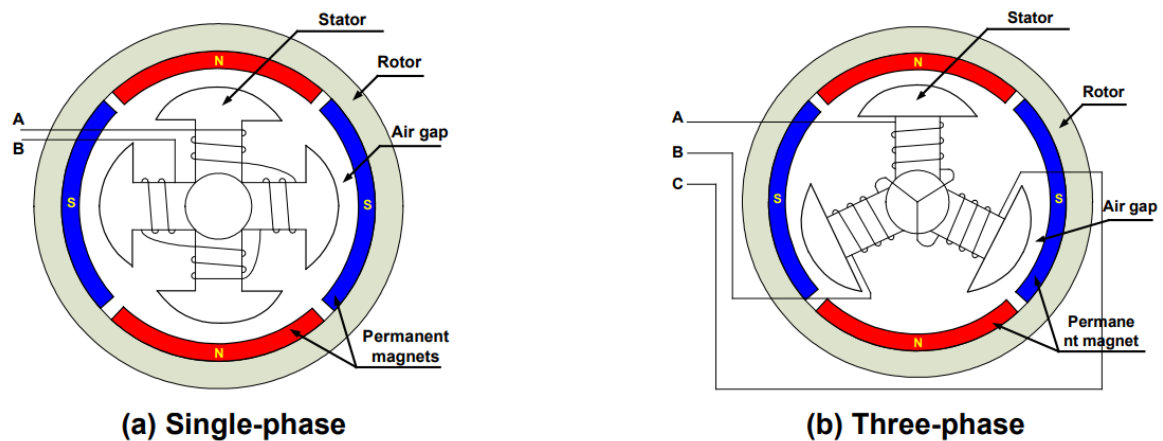 Stator
N
Rotor
A
B
Air gap
S
S
Permanent
magnets
N
(a) Single-phase
Stator
N
Rotor
A
B
C
S
S
Air gap
Permane
nt magnet
N
(b) Three-phase